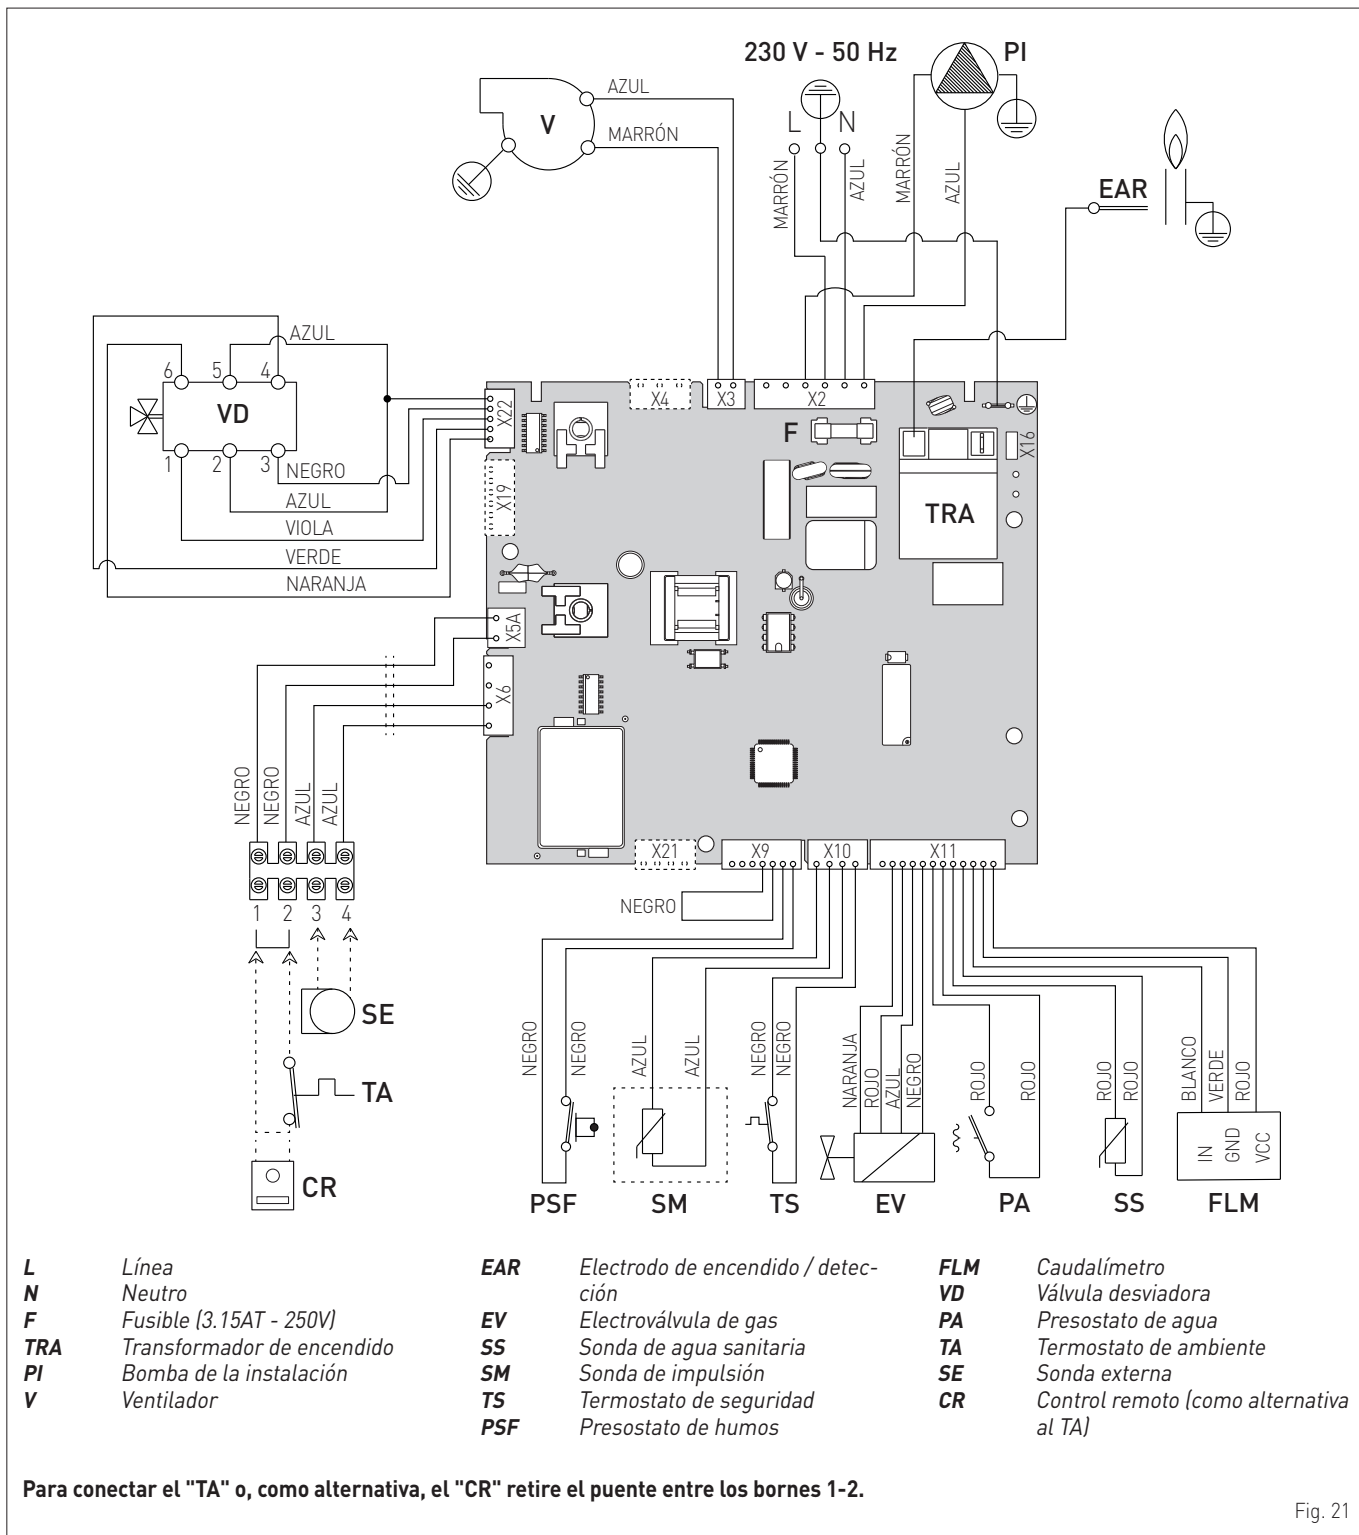 230 V - 50 Hz
PI
AZUL
V
MARRÓN
L
N
MARRÓN
AZUL
MARRÓN
AZUL
EAR
AZUL
6
5
4
VD
1
2
3
NEGRO
AZUL
VIOLA
VERDE
NARANJA
X22
X4
X3
X2
F
X16
X19
TRA
X5A
X6
NEGRO
NEGRO
AZUL
AZUL
1
2
3
4
SE
TA
CR
X21
X9
X10
X11
NEGRO
NEGRO
NEGRO
AZUL
AZUL
NEGRO
NEGRO
NARANJA
ROJO
AZUL
NEGRO
ROJO
ROJO
ROJO
ROJO
BLANCO
VERDE
ROJO
IN
GND
VCC
PSF
SM
TS
EV
PA
SS
FLM
L Línea
N Neutro
F Fusible (3.15AT - 250V)
TRA Transformador de encendido
PI Bomba de la instalación
V Ventilador
EAR Electrodo de encendido / detec-
ción
EV Electroválvula de gas
SS Sonda de agua sanitaria
SM Sonda de impulsión
TS Termostato de seguridad
PSF Presostato de humos
FLM Caudalímetro
VD Válvula desviadora
PA Presostato de agua
TA Termostato de ambiente
SE Sonda externa
CR Control remoto (como alternativa
al TA)
Para conectar el "TA" o, como alternativa, el "CR" retire el puente entre los bornes 1-2.
Fig. 21